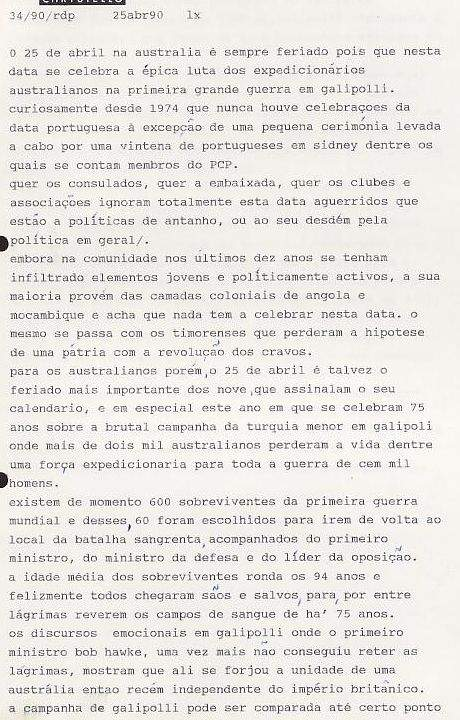 34/90/rdp 25abr90 lx
O 25 de abril na australia é sempre feriado pois que nesta
data se celebra a épica luta dos expedicionários
australianos na primeira grande guerra em galipolli.
curiosamente desde 1974 que nunca houve celebraçoes da
data portuguesa à excepção de uma pequena cerimónia levada
a cabo por uma vintena de portugueses em sidney dentre os
quais se contam membros do PCP.
quer os consulados, quer a embaixada, quer os clubes e
associações ignoram totalmente esta data aguerridos que
estão a políticas de antanho, ou ao seu desdém pela
política em geral/.
embora na comunidade nos últimos dez anos se tenham
infiltrado elementos jovens e políticamente activos, a sua
maioria provém das camadas coloniais de angola e
mocambique e acha que nada tem a celebrar nesta data. o
mesmo se passa com os timorenses que perderam a hipotese
de uma pátria com a revolução dos cravos.
para os australianos porém,o 25 de abril é talvez o
feriado mais importante dos nove,que assinalam o seu
calendario, e em especial este ano em que se celebram 75
anos sobre a brutal campanha da turquia menor em galipoli
onde mais de dois mil australianos perderam a vida dentre
uma força expedicionaria para toda a guerra de cem mil
homens.
existem de momento 600 sobreviventes da primeira guerra
mundial e desses,60 foram escolhidos para irem de volta ao
local da batalha sangrenta,acompanhados do primeiro
ministro, do ministro da defesa e do líder da oposição.
a idade média dos sobreviventes ronda os 94 anos e
felizmente todos chegaram sãos e salvos,para,por entre
lágrimas,reverem os campos de sangue de ha' 75 anos.
os discursos emocionais em galipolli onde o primeiro
ministro bob hawke, uma vez mais não conseguiu reter as
lagrimas, mostram que ali se forjou a unidade de uma
austrália entao recém independente do império britânico.
a campanha de galipolli pode ser comparada até certo ponto